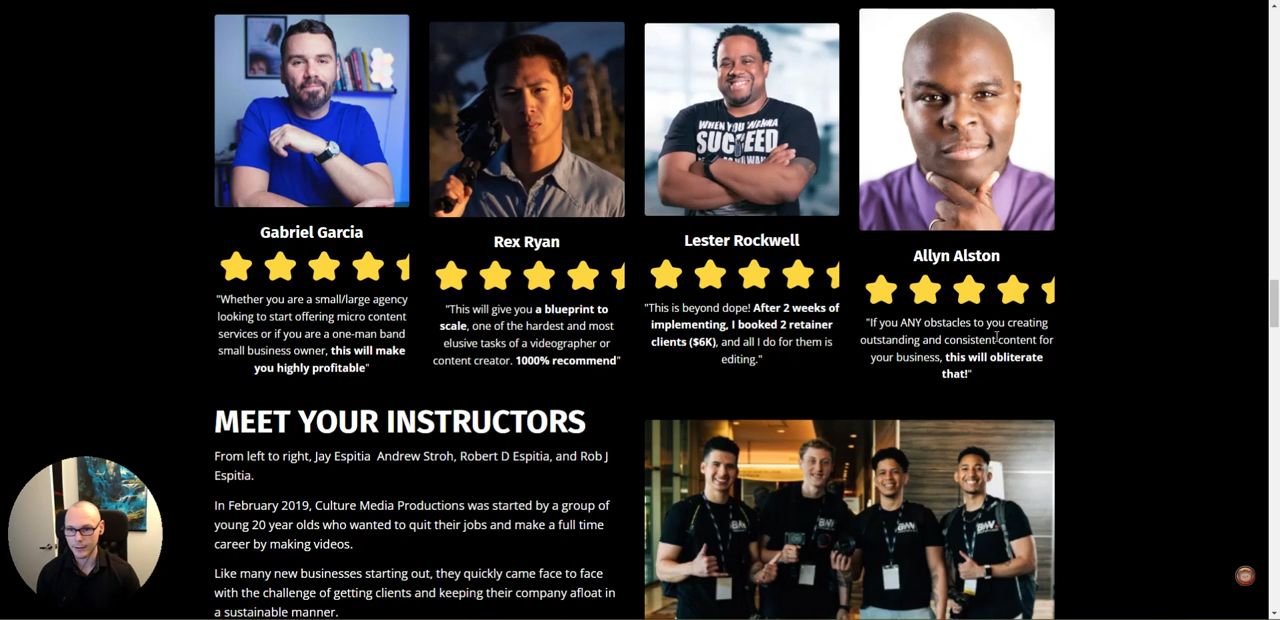 WHEN YOU WANNA
SUCCEED
Gabriel Garcia
"Whether you are a small/large agency
looking to start offering micro content
services or if you are a one-man band
small business owner, this will make
you highly profitable"
Rex Ryan
"This will give you a blueprint to
scale, one of the hardest and most
elusive tasks of a videographer or
content creator. 1000% recommend"
Lester Rockwell
"This is beyond dope! After 2 weeks of
implementing, I booked 2 retainer
clients ($6K), and all I do for them is
editing."
Allyn Alston
"If you ANY obstacles to you creating
outstanding and consistent content for
your business, this will obliterate
that!"
MEET YOUR INSTRUCTORS
From left to right, Jay Espitia  Andrew Stroh, Robert D Espitia, and Rob J
Espitia.
In February 2019, Culture Media Productions was started by a group of
young 20 year olds who wanted to quit their jobs and make a full time
career by making videos.
Like many new businesses starting out, they quickly came face to face
with the challenge of getting clients and keeping their company afloat in
a sustainable manner.